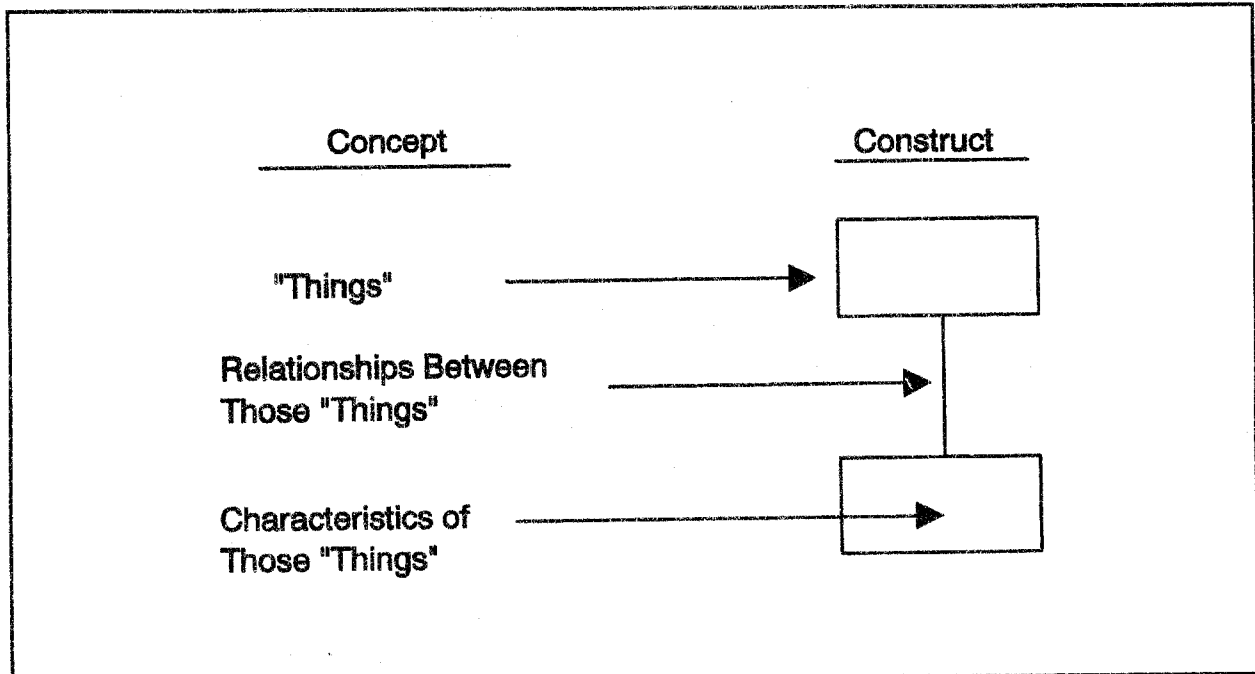 Concept
Construct
"Things"
Relationships Between
Those "Things"
Characteristics of
Those "Things"